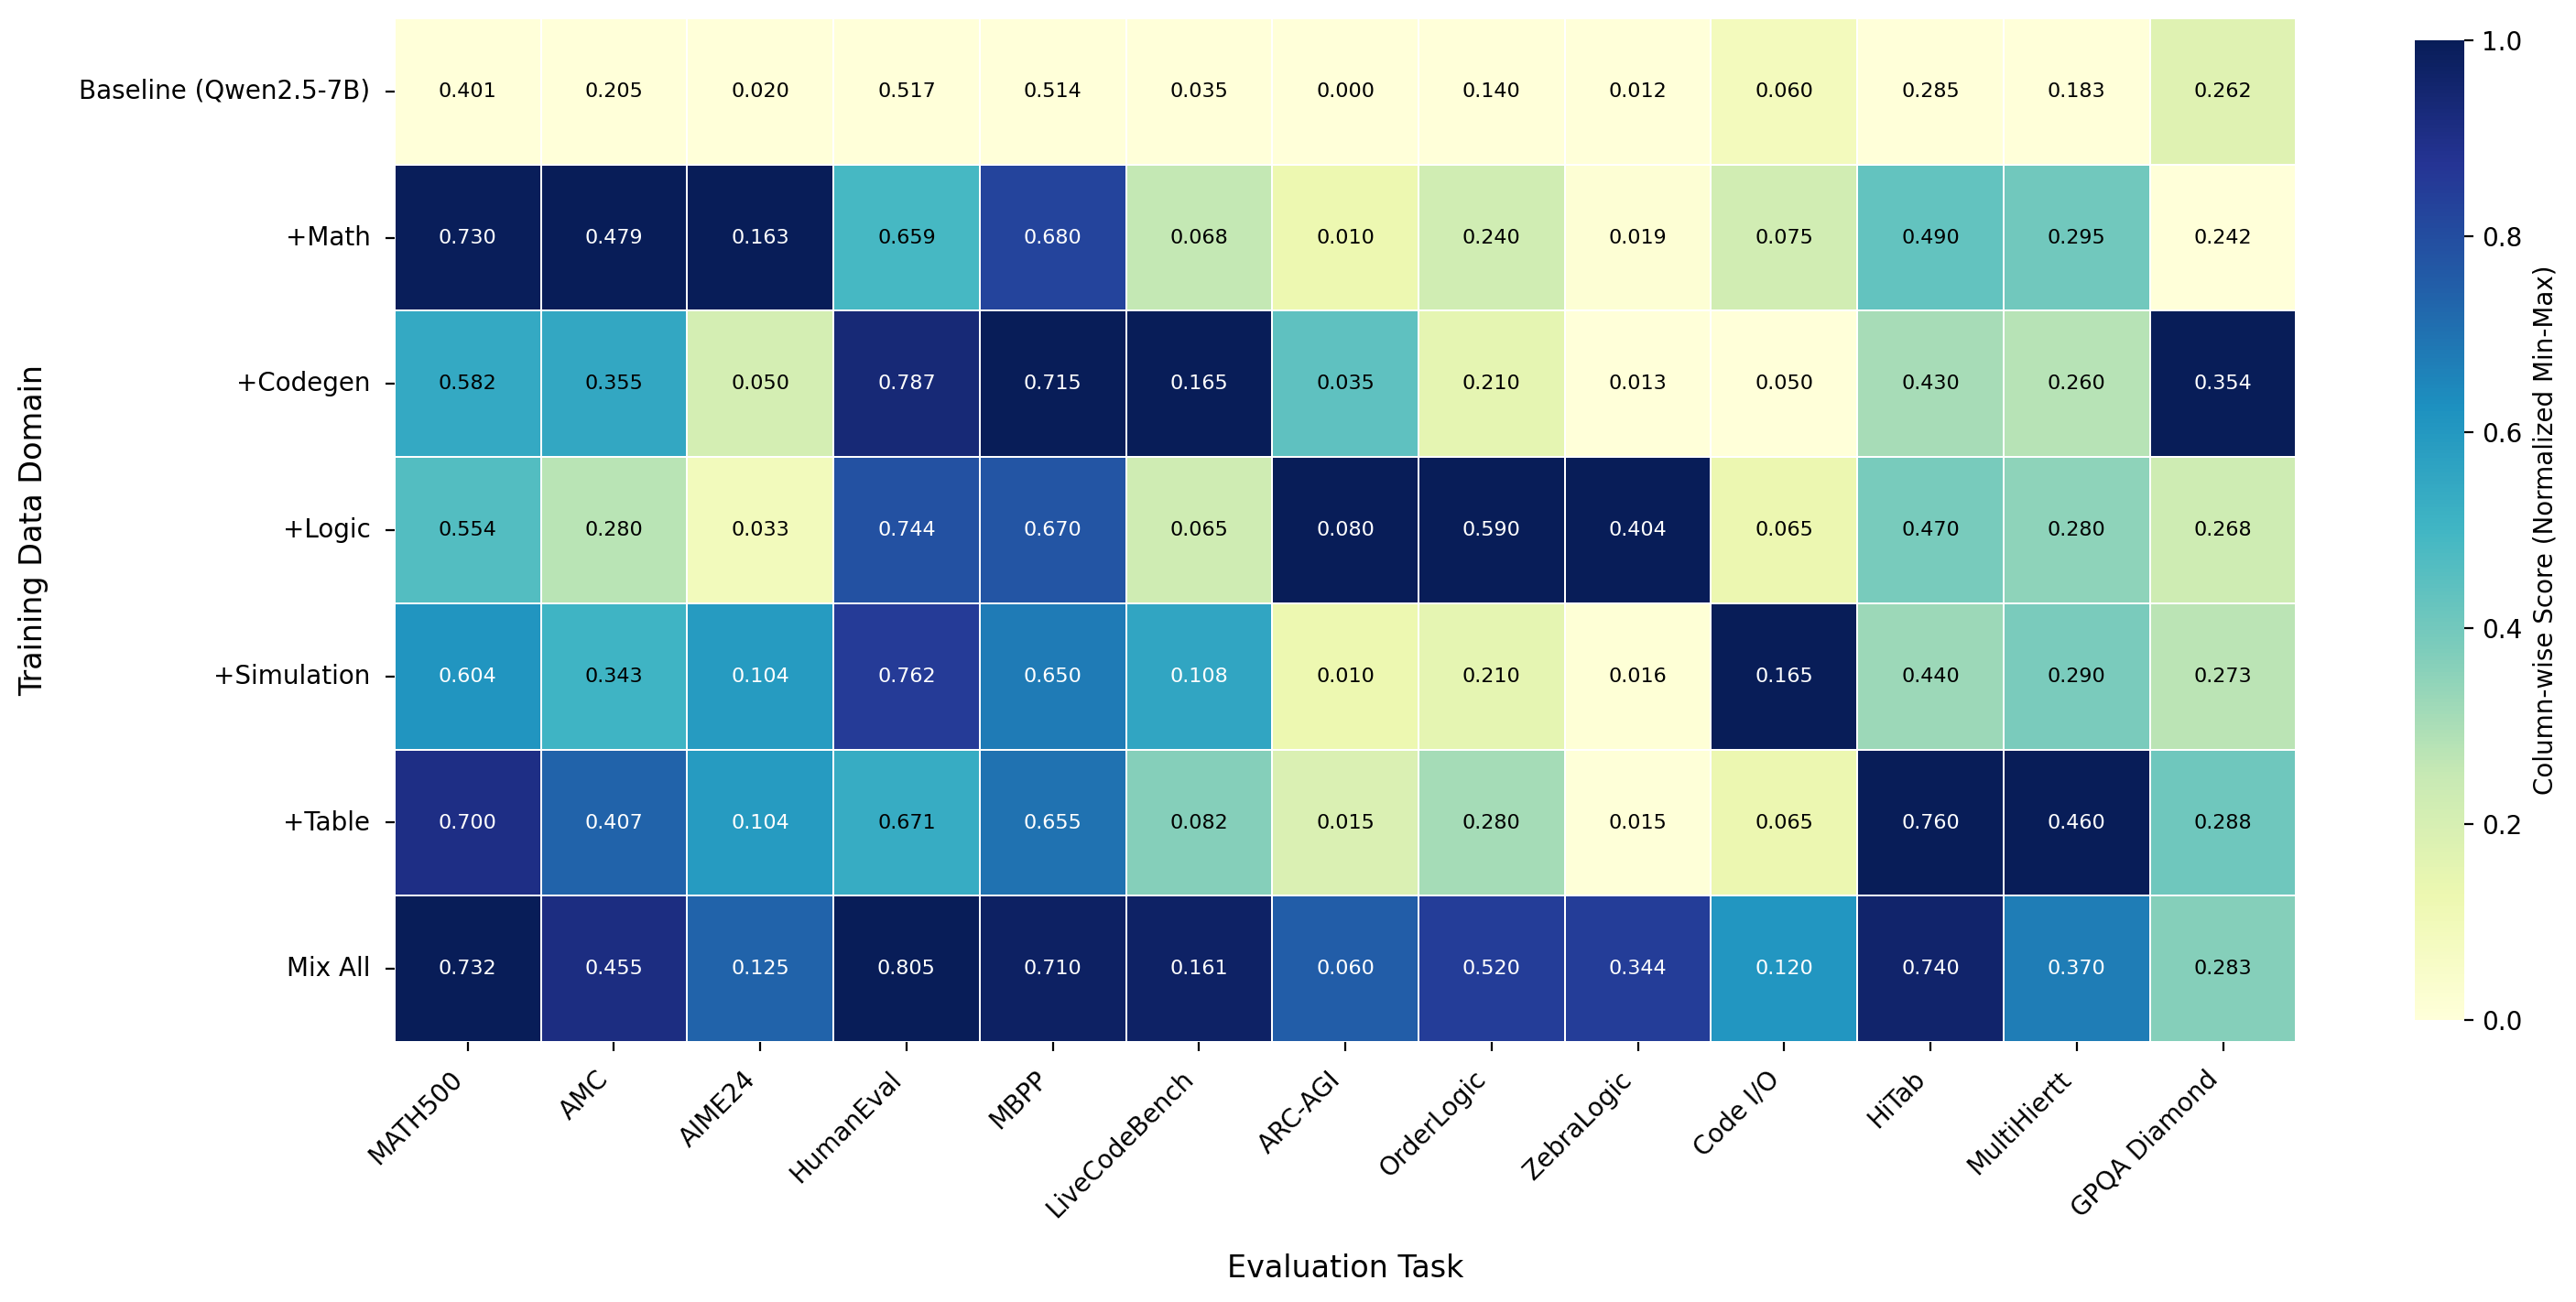 Training Data Domain
Baseline (Qwen2.5-7B) 0.401 0.205 0.020 0.517 0.514 0.035 0.000 0.140 0.012 0.060 0.285 0.183 0.262
+Math 0.730 0.479 0.163 0.659 0.680 0.068 0.010 0.240 0.019 0.075 0.490 0.295 0.242
+Codegen 0.582 0.355 0.050 0.787 0.715 0.165 0.035 0.210 0.013 0.050 0.430 0.260 0.354
+Logic 0.554 0.280 0.033 0.744 0.670 0.065 0.080 0.590 0.404 0.065 0.470 0.280 0.268
+Simulation 0.604 0.343 0.104 0.762 0.650 0.108 0.010 0.210 0.016 0.165 0.440 0.290 0.273
+Table 0.700 0.407 0.104 0.671 0.655 0.082 0.015 0.280 0.015 0.065 0.760 0.460 0.288
Mix All 0.732 0.455 0.125 0.805 0.710 0.161 0.060 0.520 0.344 0.120 0.740 0.370 0.283
MATH500 AMC AIME24 HumanEval MBPP LiveCodeBench ARC-AGI OrderLogic ZebraLogic Code I/O HiTab MultiHiertt GPQA Diamond
Evaluation Task
1.0
0.8
0.6
0.4
0.2
0.0
Column-wise Score (Normalized Min-Max)